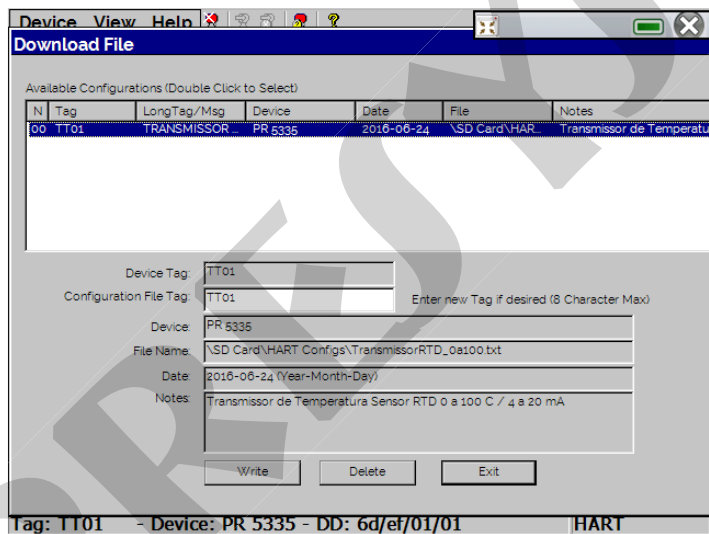 Device View Help
Download File
Available Configurations (Double Click to Select)
N Tag LongTag/Msg Device Date File Notes
00 TT01 TRANSMISSOR ... PR 5335 2016-06-24 \SD Card\HAR... Transmissor de Temperatu
Device Tag: TT01
Configuration File Tag: TT01 Enter new Tag if desired (8 Character Max)
Device: PR 5335
File Name: \SD Card\HART Configs\TransmissorRTD_0a100.txt
Date: 2016-06-24 (Year-Month-Day)
Notes: Transmissor de Temperatura Sensor RTD 0 a 100 C / 4 a 20 mA
Write Delete Exit
Tag: TT01 - Device: PR 5335 - DD: 6d/ef/01/01 HART
PRESYS